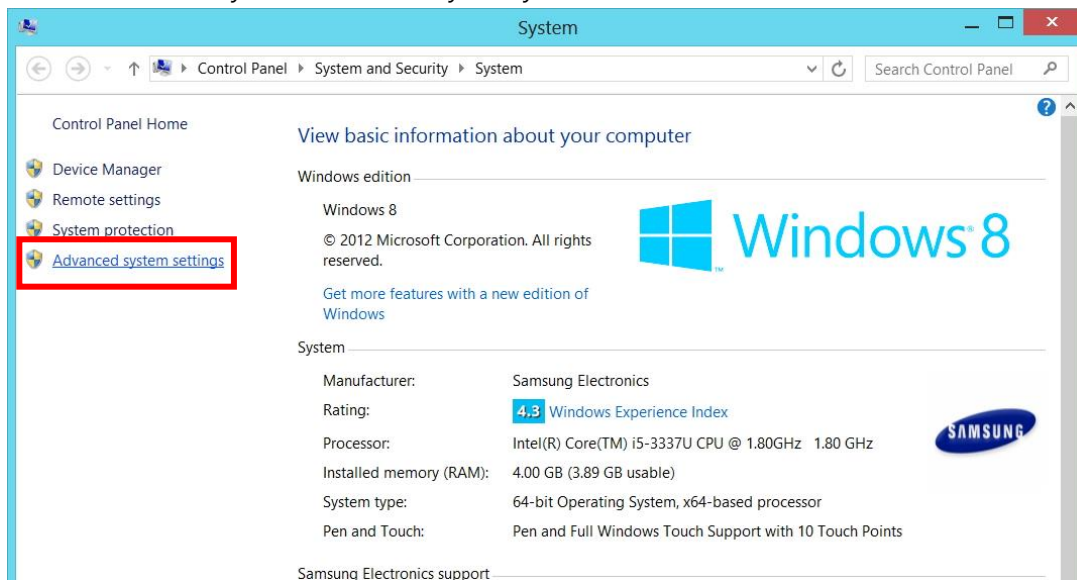 System
Control Panel ▸ System and Security ▸ System
Search Control Panel
Control Panel Home
Device Manager
Remote settings
System protection
Advanced system settings
View basic information about your computer
Windows edition
Windows 8
© 2012 Microsoft Corporation. All rights
reserved.
Get more features with a new edition of
Windows
Windows® 8
™
System
Manufacturer: Samsung Electronics
Rating: 4.3 Windows Experience Index
Processor: Intel(R) Core(TM) i5-3337U CPU @ 1.80GHz 1.80 GHz
Installed memory (RAM): 4.00 GB (3.89 GB usable)
System type: 64-bit Operating System, x64-based processor
Pen and Touch: Pen and Full Windows Touch Support with 10 Touch Points
SAMSUNG
Samsung Electronics support